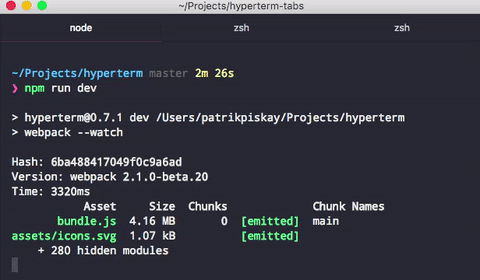 ~/Projects/hyperterm-tabs
node zsh zsh
~/Projects/hyperterm master 2m 26s
❯ npm run dev
> hyperterm@0.7.1 dev /Users/patrikpiskay/Projects/hyperterm
> webpack --watch
Hash: 6ba488417049f0c9a6ad
Version: webpack 2.1.0-beta.20
Time: 3320ms
Asset Size Chunks Chunk Names
bundle.js 4.16 MB 0 [emitted] main
assets/icons.svg 1.07 kB [emitted]
+ 280 hidden modules